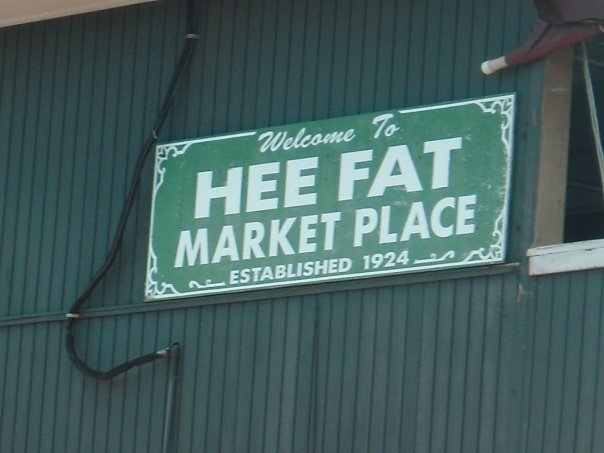 Welcome To
HEE FAT
MARKET PLACE
ESTABLISHED 1924